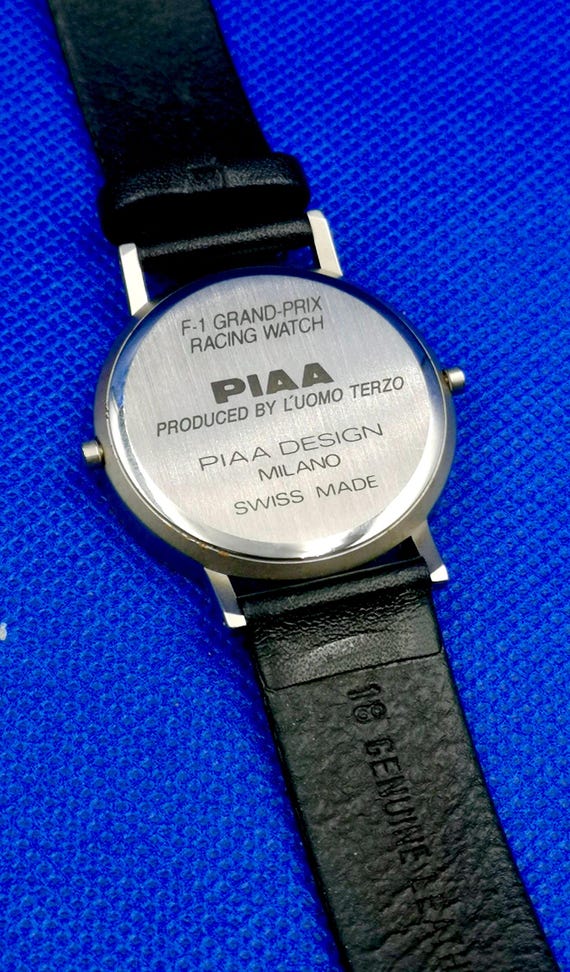 F-1 GRAND-PRIX
RACING WATCH
PIAA
PRODUCED BY L'UOMO TERZO
PIAA DESIGN
MILANO
SWISS MADE
18 GENUINE